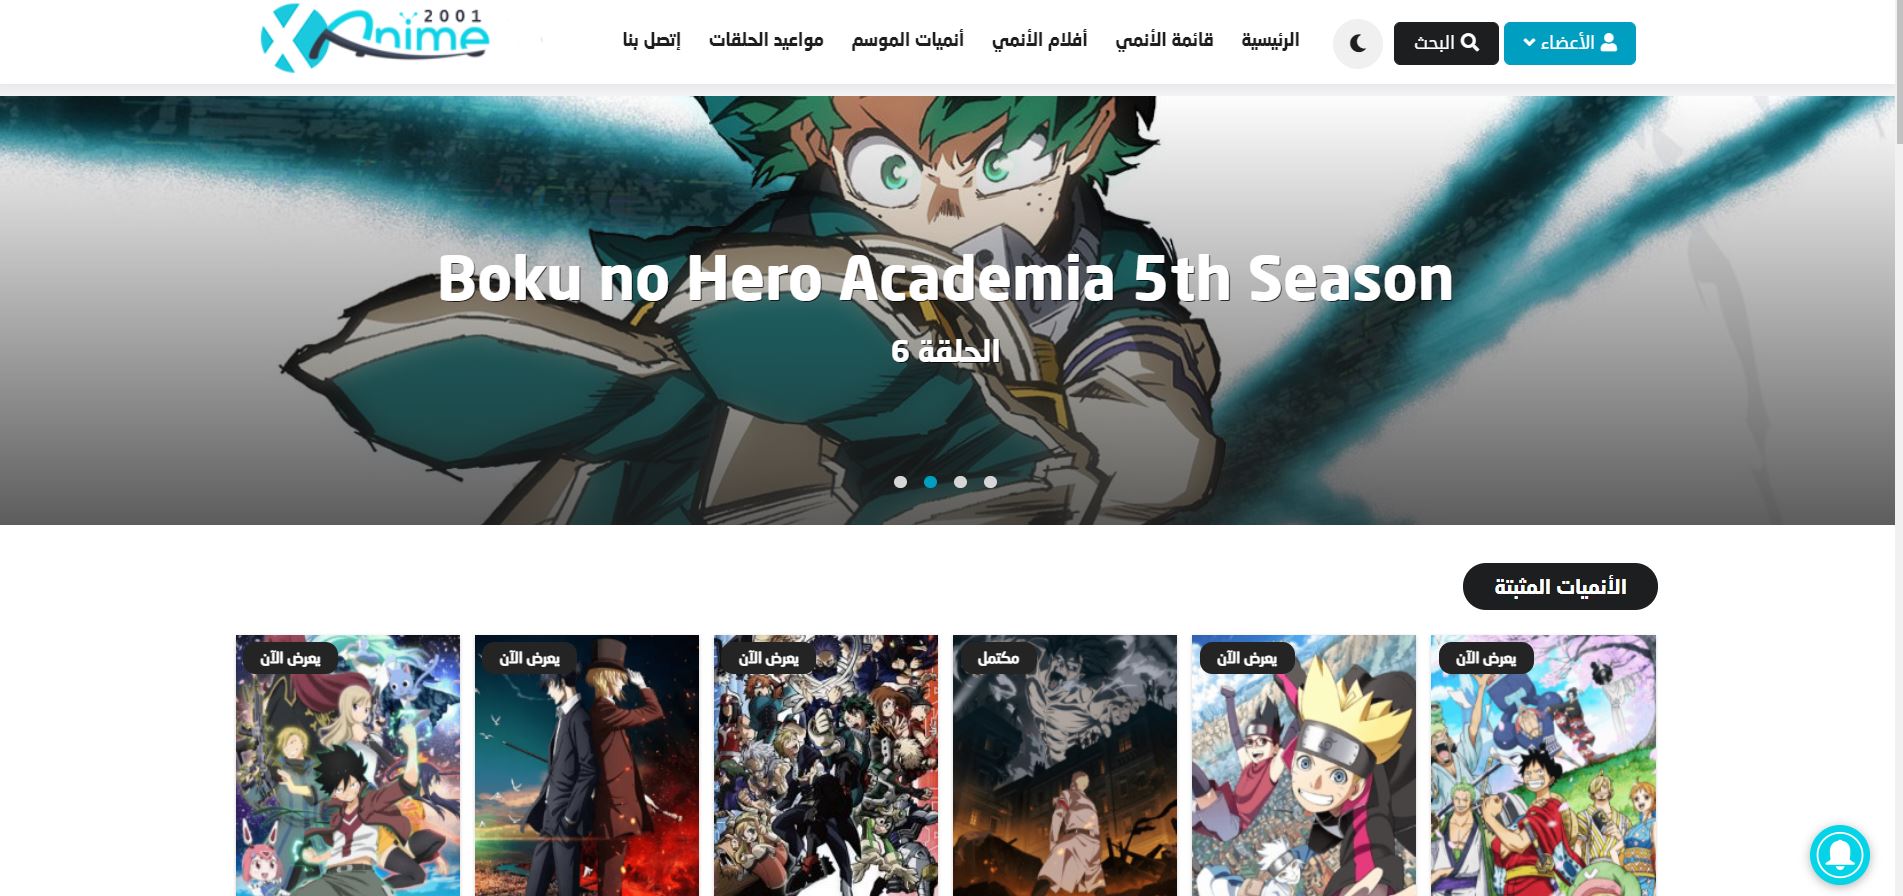 الأعضاء
البحث
الرئيسية
قائمة الأنمي
أفلام الأنمي
أنميات الموسم
مواعيد الحلقات
إتصل بنا
XAnime 2001
Boku no Hero Academia 5th Season
الحلقة 6
الأنميات المثبتة
يعرض الآن
يعرض الآن
مكتمل
يعرض الآن
يعرض الآن
يعرض الآن